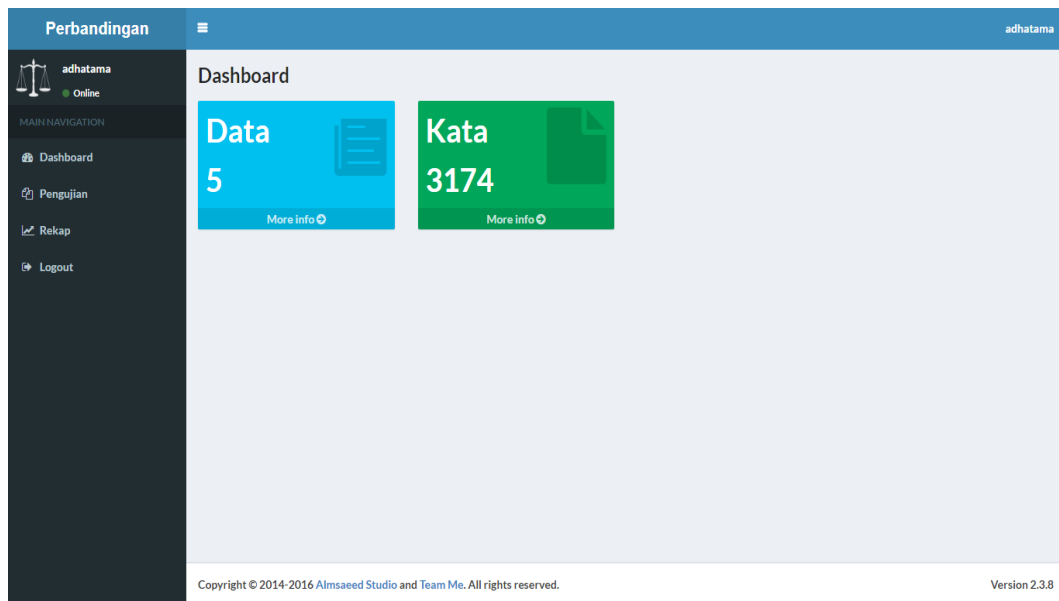 Perbandingan
adhatama
adhatama
Online
MAIN NAVIGATION
Dashboard
Pengujian
Rekap
Logout
Dashboard
Data
5
More info
Kata
3174
More info
Copyright © 2014-2016 Almsaeed Studio and Team Me. All rights reserved.
Version 2.3.8